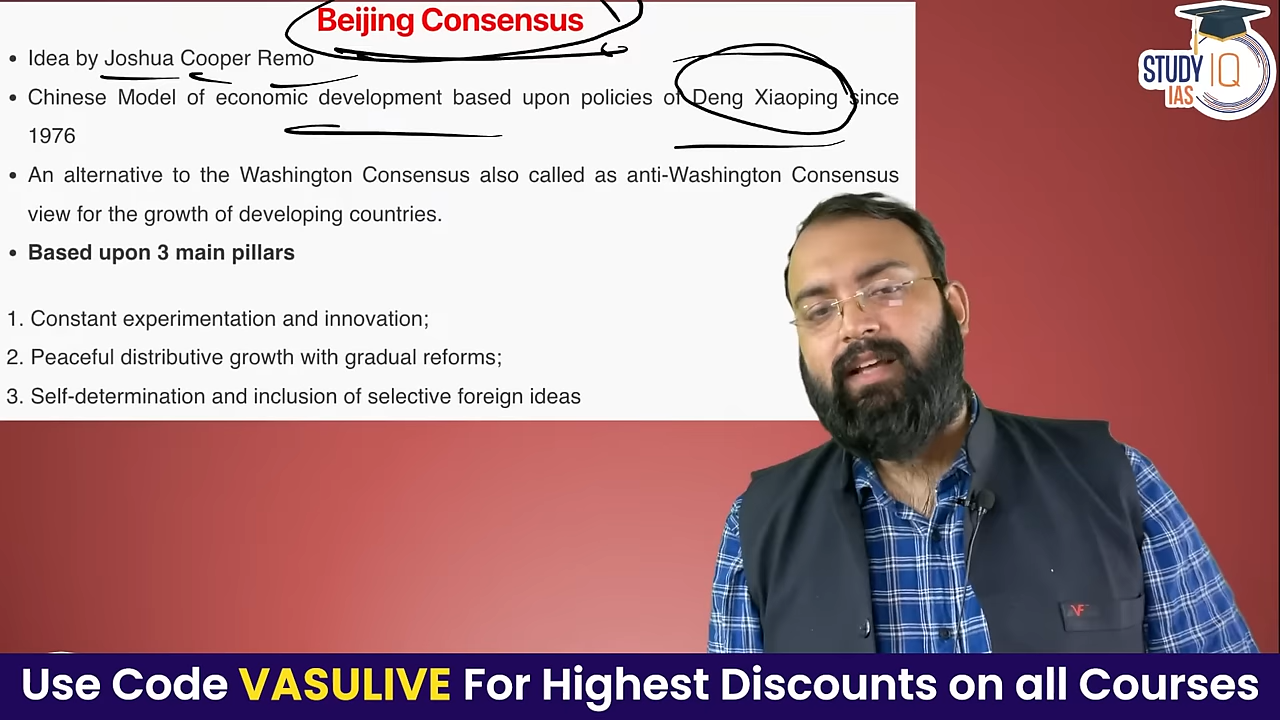 Beijing Consensus
• Idea by Joshua Cooper Remo
• Chinese Model of economic development based upon policies of Deng Xiaoping since
1976
• An alternative to the Washington Consensus also called as anti-Washington Consensus
view for the growth of developing countries.
• Based upon 3 main pillars
1. Constant experimentation and innovation;
2. Peaceful distributive growth with gradual reforms;
3. Self-determination and inclusion of selective foreign ideas
STUDY IQ
IAS
VF
Use Code VASULIVE For Highest Discounts on all Courses